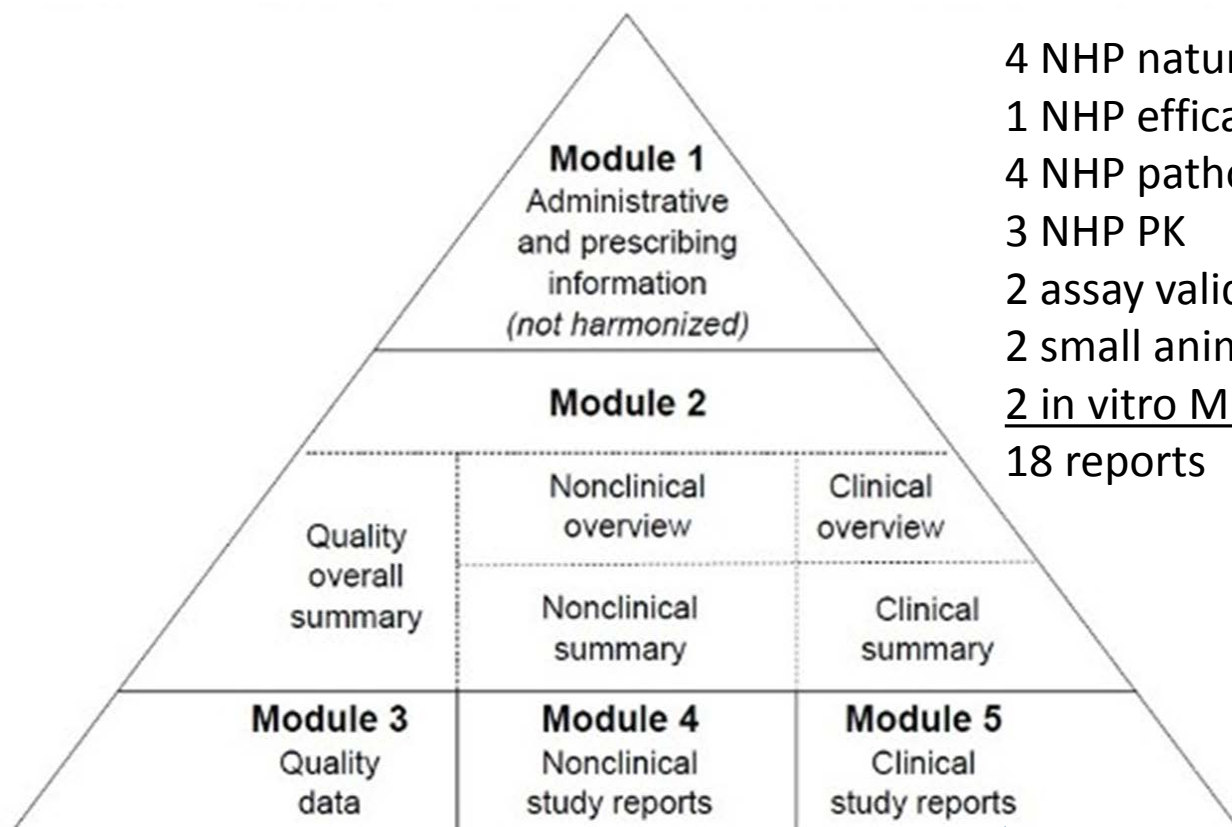 Module 1
Administrative
and prescribing
information
(not harmonized)
Module 2
Quality
overall
summary
Nonclinical
overview
Clinical
overview
Nonclinical
summary
Clinical
summary
Module 3
Quality
data
Module 4
Nonclinical
study reports
Module 5
Clinical
study reports
4 NHP
1 NHP
4 NHP
3 NHP PK
2 assay
2 small
2 in vitro
18 reports